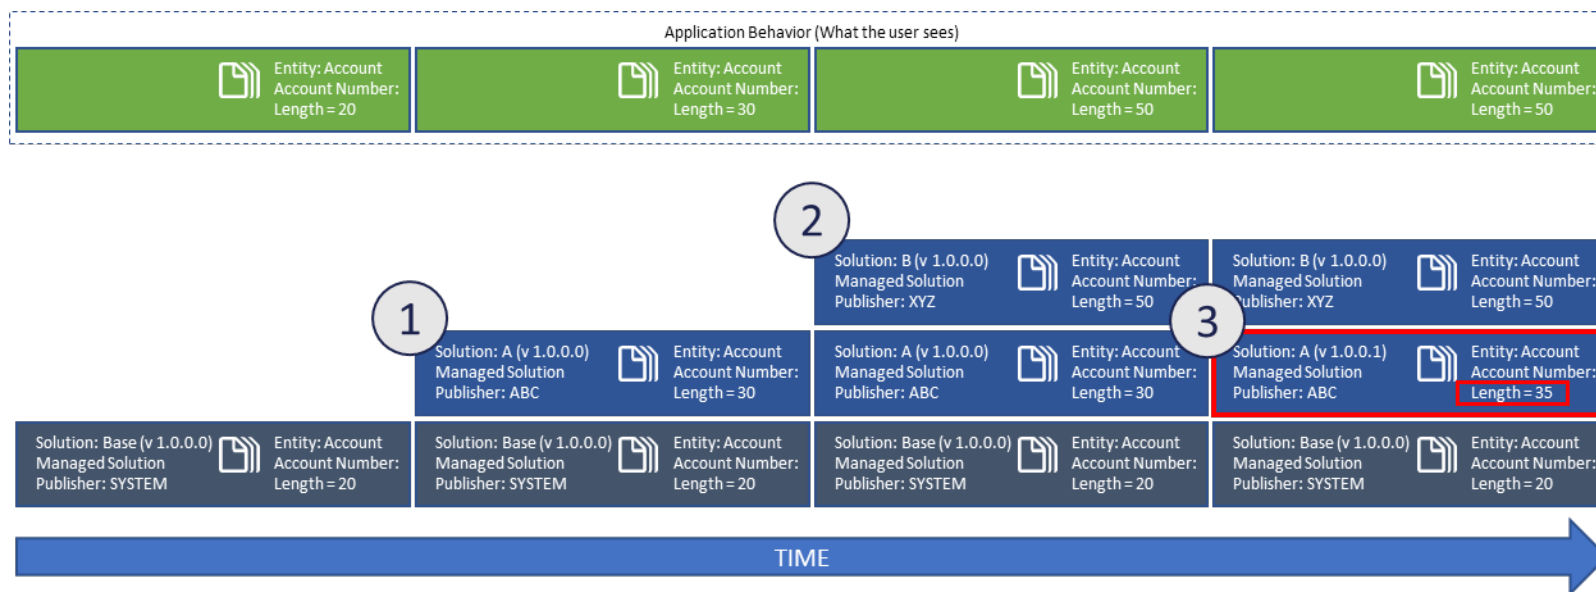 Application Behavior (What the user sees)
Entity: Account
Account Number:
Length = 20
Entity: Account
Account Number:
Length = 30
Entity: Account
Account Number:
Length = 50
Entity: Account
Account Number:
Length = 50
2
Solution: B (v 1.0.0.0)
Managed Solution
Publisher: XYZ
Entity: Account
Account Number:
Length = 50
Solution: B (v 1.0.0.0)
Managed Solution
Publisher: XYZ
Entity: Account
Account Number:
Length = 50
1
Solution: A (v 1.0.0.0)
Managed Solution
Publisher: ABC
Entity: Account
Account Number:
Length = 30
Solution: A (v 1.0.0.0)
Managed Solution
Publisher: ABC
Entity: Account
Account Number:
Length = 30
3
Solution: A (v 1.0.0.1)
Managed Solution
Publisher: ABC
Entity: Account
Account Number:
Length = 35
Solution: Base (v 1.0.0.0)
Managed Solution
Publisher: SYSTEM
Entity: Account
Account Number:
Length = 20
Solution: Base (v 1.0.0.0)
Managed Solution
Publisher: SYSTEM
Entity: Account
Account Number:
Length = 20
Solution: Base (v 1.0.0.0)
Managed Solution
Publisher: SYSTEM
Entity: Account
Account Number:
Length = 20
Solution: Base (v 1.0.0.0)
Managed Solution
Publisher: SYSTEM
Entity: Account
Account Number:
Length = 20
TIME